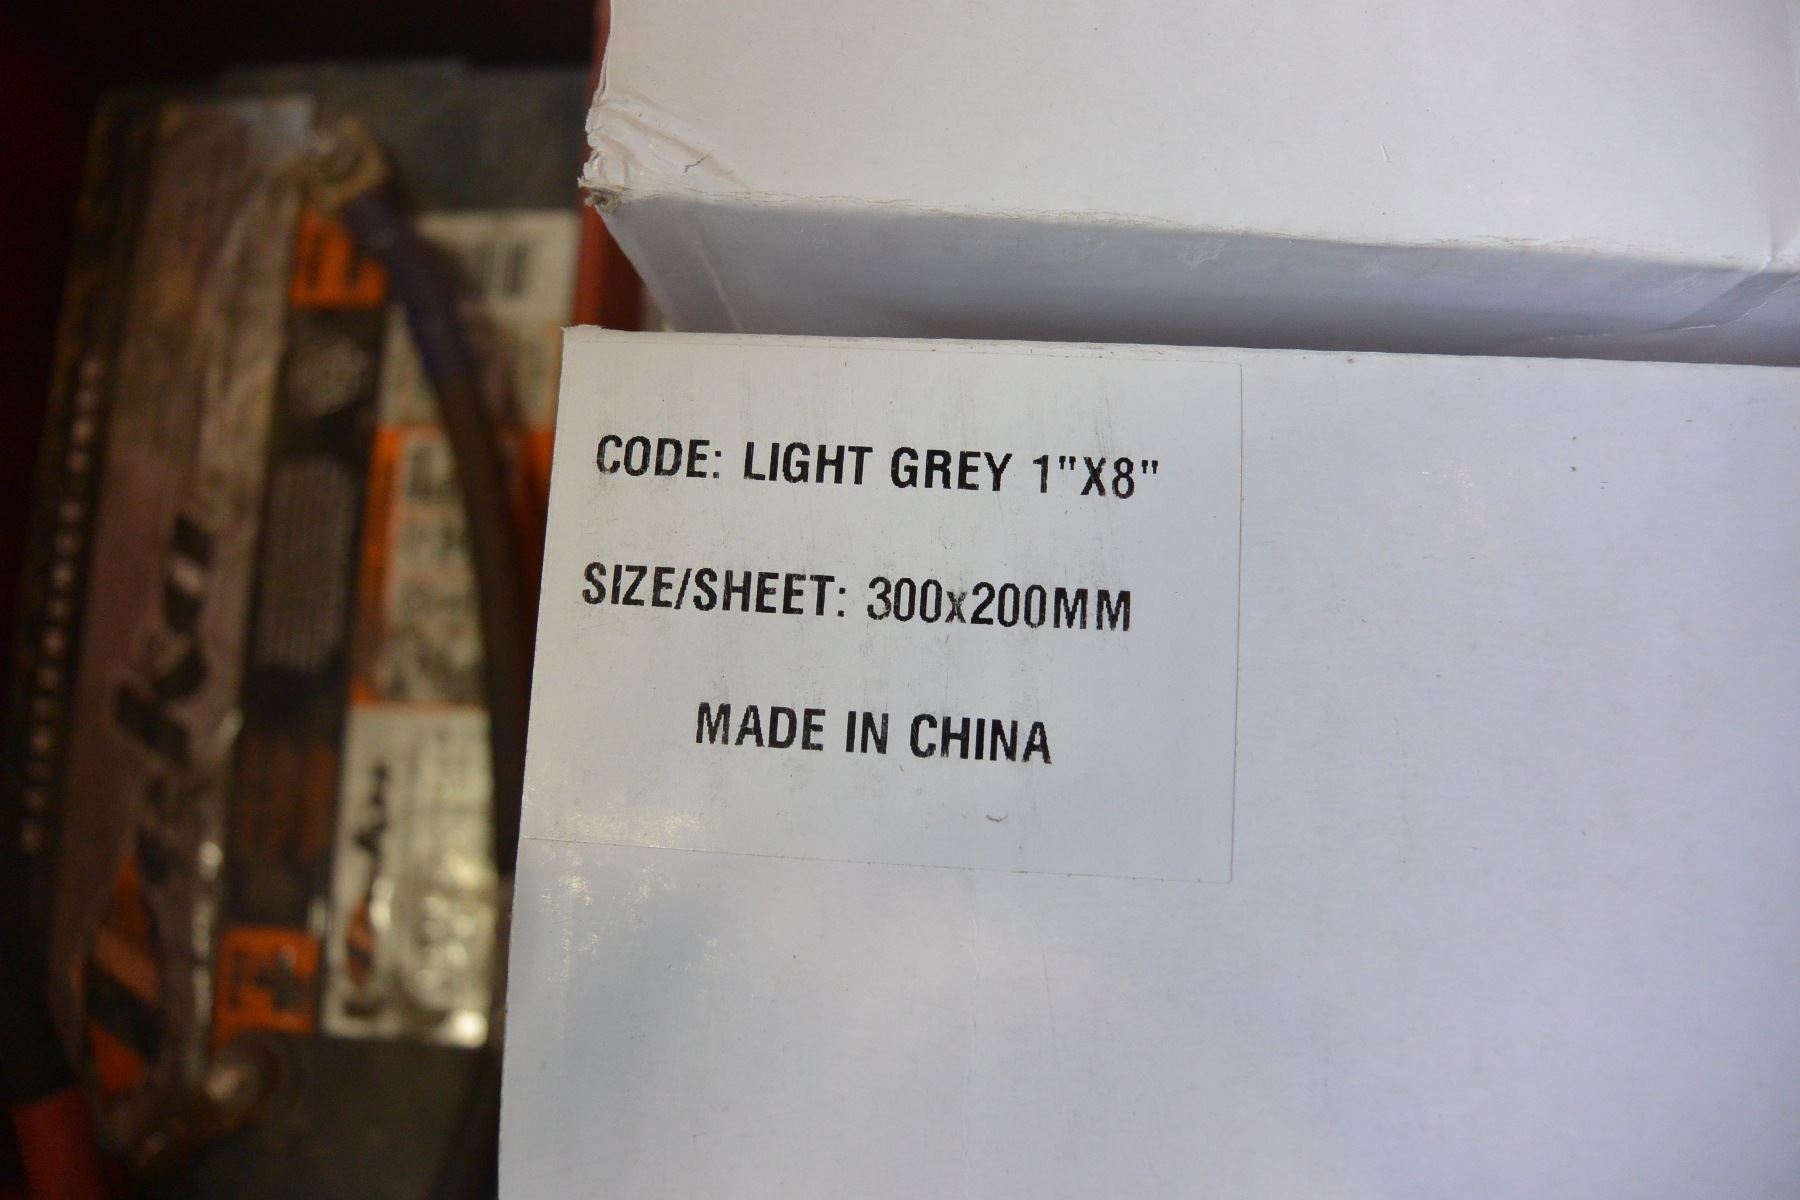 CODE: LIGHT GREY 1"X8"
SIZE/SHEET: 300x200MM
MADE IN CHINA